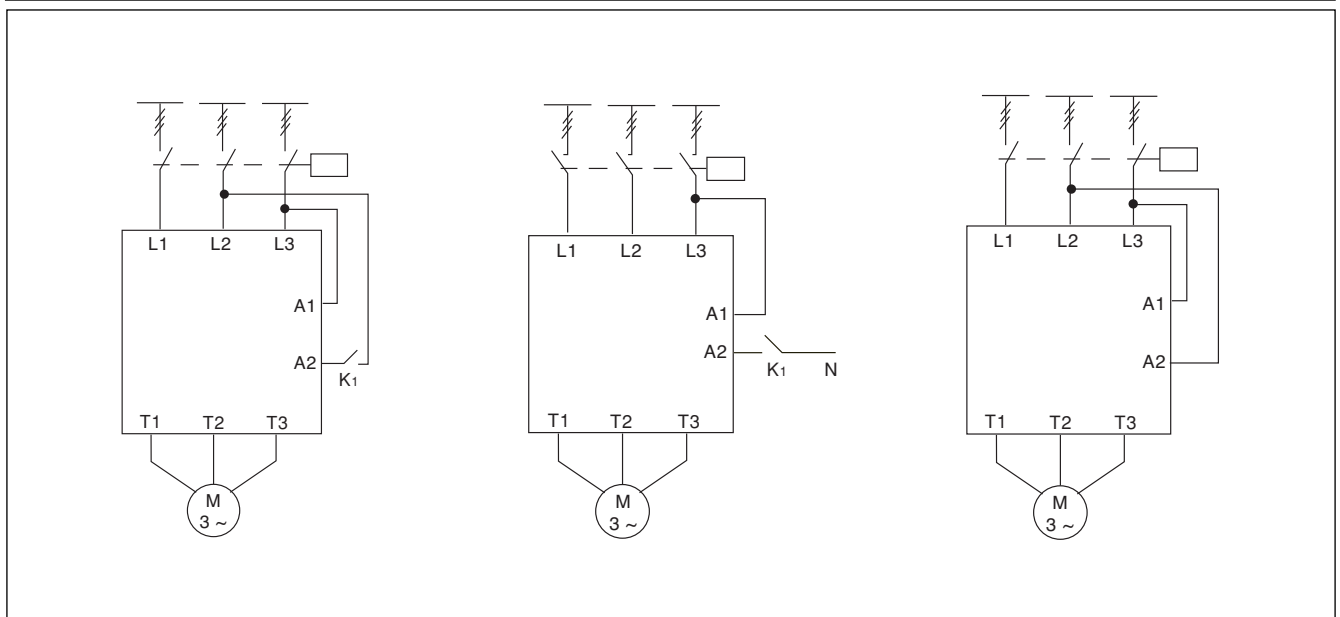 L1 L2 L3
A1
A2
K1
T1 T2 T3
M
3 ~
L1 L2 L3
A1
A2
K1 N
T1 T2 T3
M
3 ~
L1 L2 L3
A1
A2
T1 T2 T3
M
3 ~